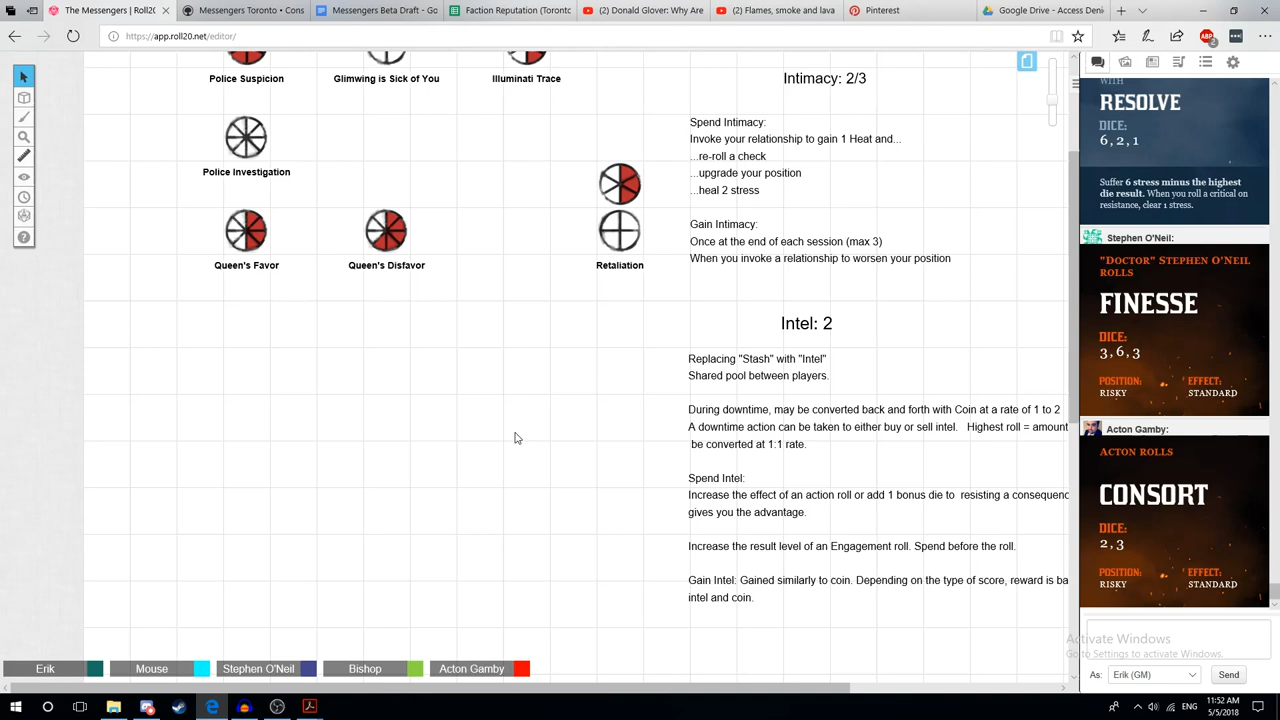 The Messengers | Roll20
Messengers Toronto • Cons
Messengers Beta Draft - Go
Faction Reputation (Toronto
Donald Glover: Why Are
Flames, smoke and lava
Pinterest
Google Drive - Access Deni
https://app.roll20.net/editor/
ABP
2
Police Suspicion
Glimwing is Sick of You
Illuminati Trace
Police Investigation
Queen's Favor
Queen's Disfavor
Retaliation
Intimacy: 2/3
Spend Intimacy:
Invoke your relationship to gain 1 Heat and...
...re-roll a check
...upgrade your position
...heal 2 stress
Gain Intimacy:
Once at the end of each session (max 3)
When you invoke a relationship to worsen your position
Intel: 2
Replacing "Stash" with "Intel"
Shared pool between players.
During downtime, may be converted back and forth with Coin at a rate of 1 to 2
A downtime action can be taken to either buy or sell intel. Highest roll = amount
be converted at 1:1 rate.
Spend Intel:
Increase the effect of an action roll or add 1 bonus die to resisting a consequenc
gives you the advantage.
Increase the result level of an Engagement roll. Spend before the roll.
Gain Intel: Gained similarly to coin. Depending on the type of score, reward is ba
intel and coin.
WITH
RESOLVE
DICE:
6, 2, 1
Suffer 6 stress minus the highest
die result. When you roll a critical on
resistance, clear 1 stress.
Stephen O'Neil:
"DOCTOR" STEPHEN O'NEIL
ROLLS
FINESSE
DICE:
3, 6, 3
POSITION: EFFECT:
RISKY STANDARD
Acton Gamby:
ACTON ROLLS
CONSORT
DICE:
2, 3
POSITION: EFFECT:
RISKY STANDARD
Activate Windows
Go to Settings to activate Windows.
As: Erik (GM) Send
Erik
Mouse
Stephen O'Neil
Bishop
Acton Gamby
ENG
11:52 AM
5/5/2018